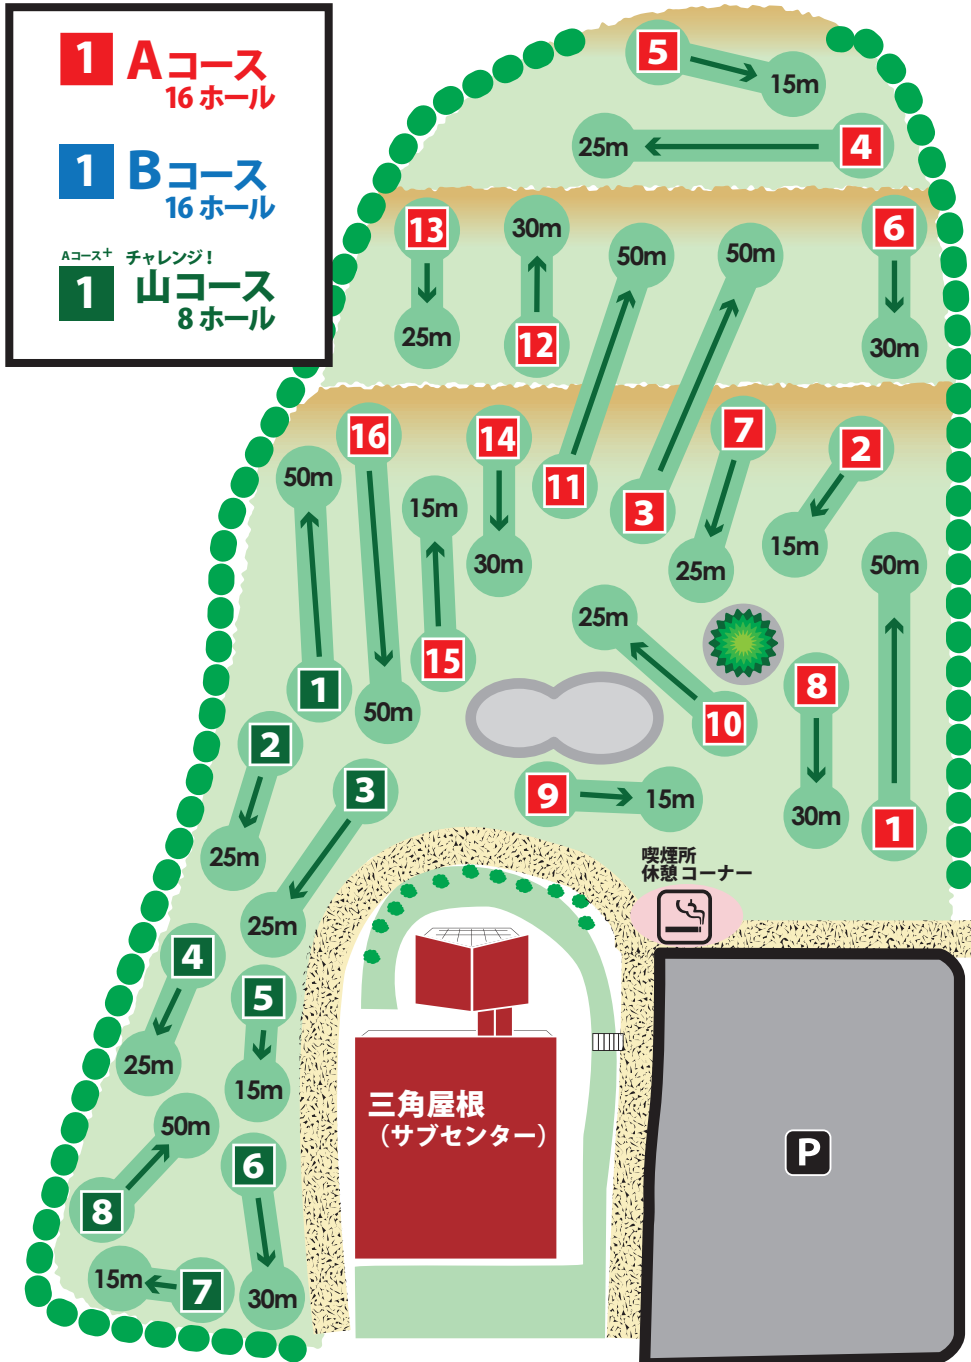 1 Aコース
16 ホール
1 Bコース
16 ホール
Aコース+ チャレンジ！
1 山コース
8 ホール
5
15m
25m
4
13
30m
6
50m
50m
25m
12
30m
16
14
7
2
50m
11
15m
3
15m
30m
25m
50m
25m
15
8
1
50m
10
2
3
9
15m
30m
1
25m
喫煙所
休憩 コーナー
25m
4
5
25m
15m
三角屋根
（サブセンター）
50m
P
6
8
15m
7
30m